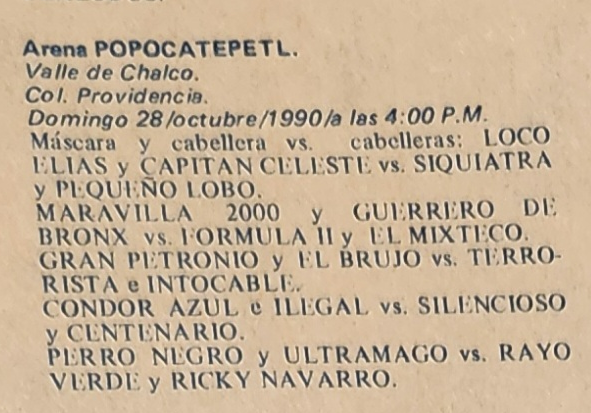 Arena POPOCATEPETL.
Valle de Chalco.
Col. Providencia.
Domingo 28/octubre/1990/a las 4:00 P.M.
Máscara y cabellera vs. cabelleras: LOCO
ELIAS y CAPITAN CELESTE vs. SIQUIATRA
y PEQUEÑO LOBO.
MARAVILLA 2000 y GUERRERO DE
BRONX vs. FORMULA II y EL MIXTECO.
GRAN PETRONIO y EL BRUJO vs. TERRO-
RISTA e INTOCABLE.
CONDOR AZUL e ILEGAL vs. SILENCIOSO
y CENTENARIO.
PERRO NEGRO y ULTRAMAGO vs. RAYO
VERDE y RICKY NAVARRO.